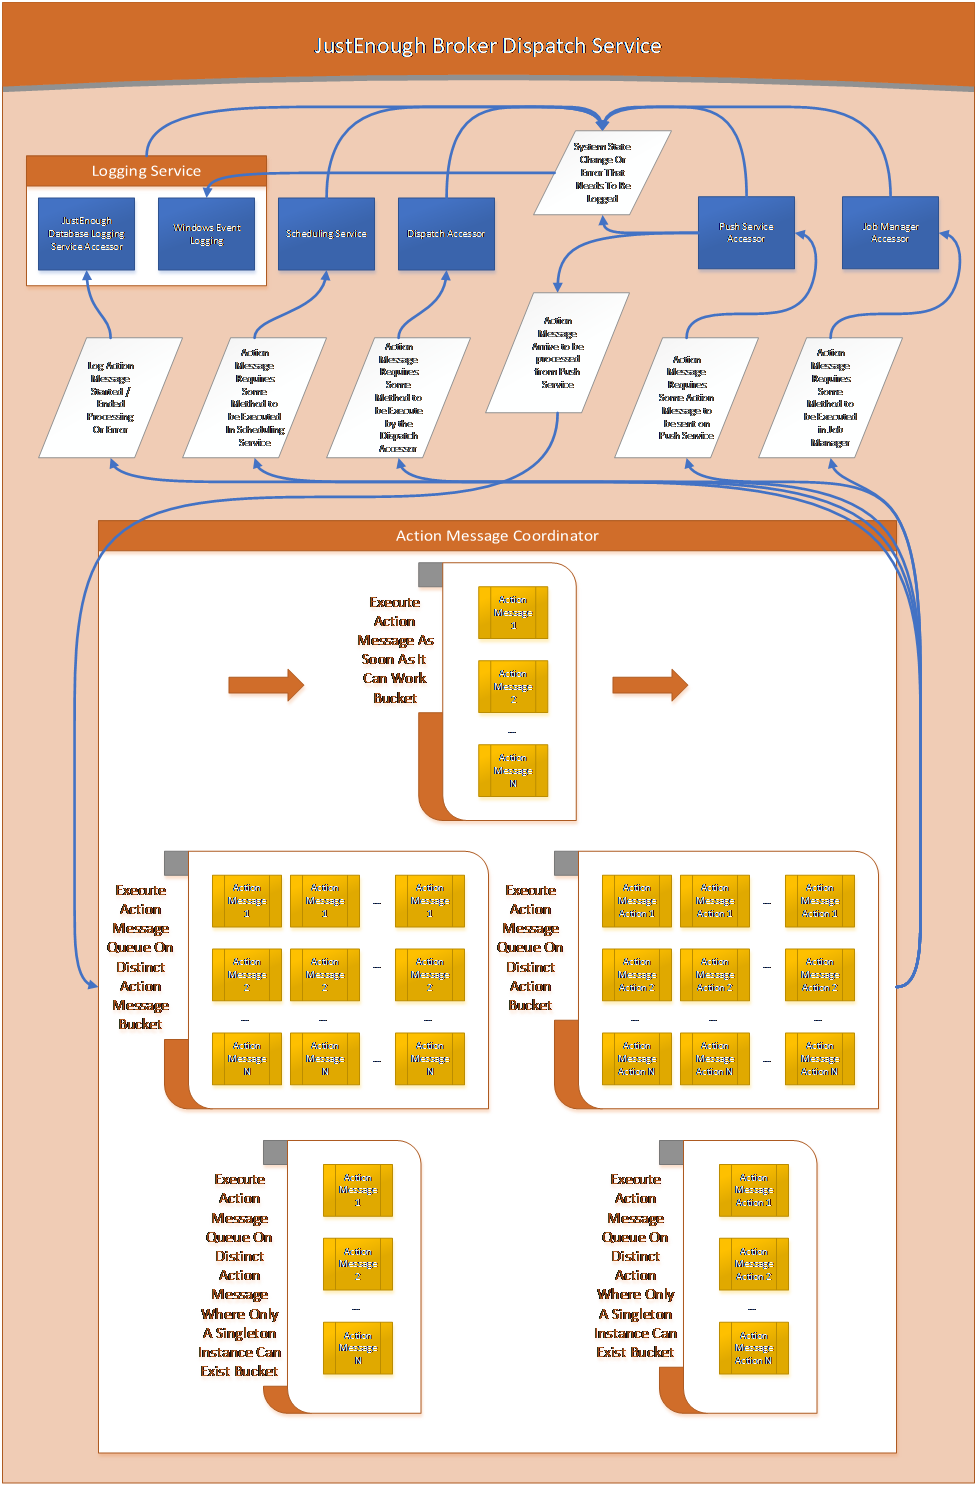 JustEnough Broker Dispatch Service
Logging Service
JustEnough
Database Logging
Service Accessor
Windows Event
Logging
Scheduling Service
Dispatch Accessor
System State
Change Or
Error That
Needs To Be
Logged
Push Service
Accessor
Job Manager
Accessor
Log Action
Message
Started /
Ended
Processing
Or Error
Action
Message
Requires
Some
Method to
be Executed
In Scheduling
Service
Action
Message
Requires
Some
Method to
be Execute
by the
Dispatch
Accessor
Action
Message
Arrive to be
processed
from Push
Service
Action
Message
Requires
Some Action
Message to
be sent on
Push Service
Action
Message
Requires
Some
Method to
be Executed
in Job
Manager
Action Message Coordinator
Execute
Action
Message As
Soon As It
Can Work
Bucket
Action
Message
1
Action
Message
2
...
Action
Message
N
Execute
Action
Message
Queue On
Distinct
Action
Message
Bucket
Action
Message
1
Action
Message
1
...
Action
Message
1
Action
Message
2
Action
Message
2
...
Action
Message
2
...
...
...
Action
Message
N
Action
Message
N
...
Action
Message
N
Execute
Action
Message
Queue On
Distinct
Action
Bucket
Action
Message
Action 1
Action
Message
Action 1
...
Action
Message
Action 1
Action
Message
Action 2
Action
Message
Action 2
...
Action
Message
Action 2
...
...
...
Action
Message
Action N
Action
Message
Action N
...
Action
Message
Action N
Execute
Action
Message
Queue On
Distinct
Action
Message
Where Only
A Singleton
Instance Can
Exist Bucket
Action
Message
1
Action
Message
2
...
Action
Message
N
Execute
Action
Message
Queue On
Distinct
Action
Where Only
A Singleton
Instance Can
Exist Bucket
Action
Message
Action 1
Action
Message
Action 2
...
Action
Message
Action N